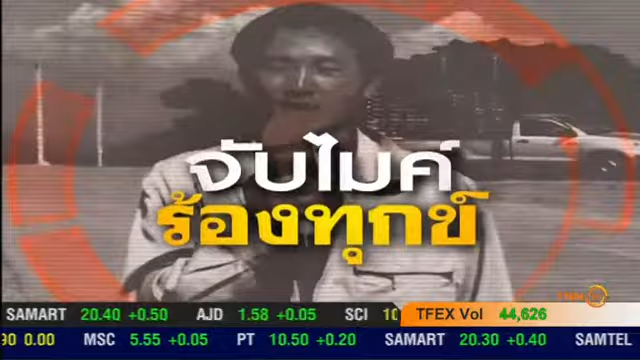 จับไมค์
ร้องทุกข์
SAMART 20.40 +0.50 AJD 1.58 +0.05 SCI 10
TFEX Vol 44,626
90 0.00 MSC 5.55 +0.05 PT 10.50 +0.20 SAMART 20.30 +0.40 SAMTEL